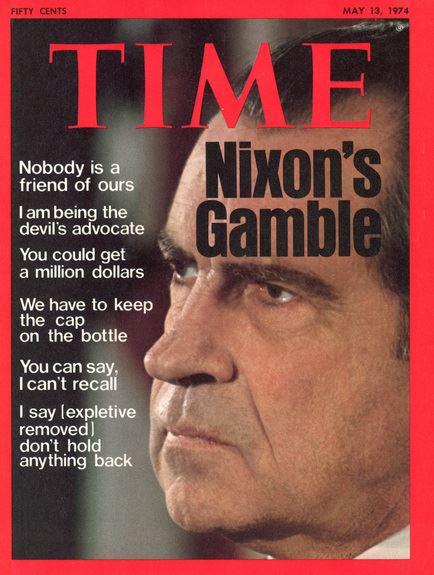 FIFTY CENTS
MAY 13, 1974
TIME
Nixon's
Gamble
Nobody is a
friend of ours
I am being the
devil's advocate
You could get
a million dollars
We have to keep
the cap
on the bottle
You can say,
I can't recall
I say [expletive
removed]
don't hold
anything back